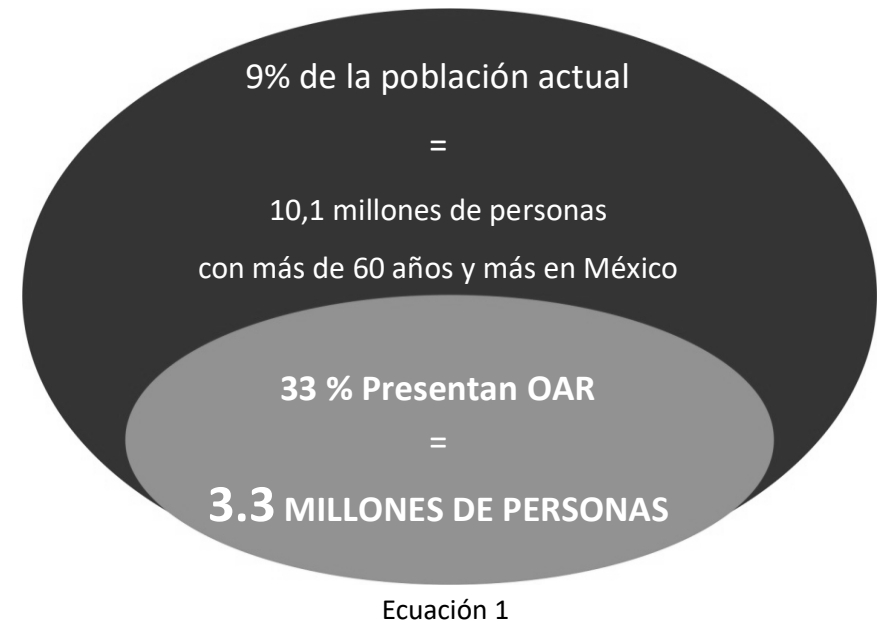 9% de la población actual
=
10,1 millones de personas
con más de 60 años y más en México
33 % Presentan OAR
=
3.3 MILLONES DE PERSONAS
Ecuación 1